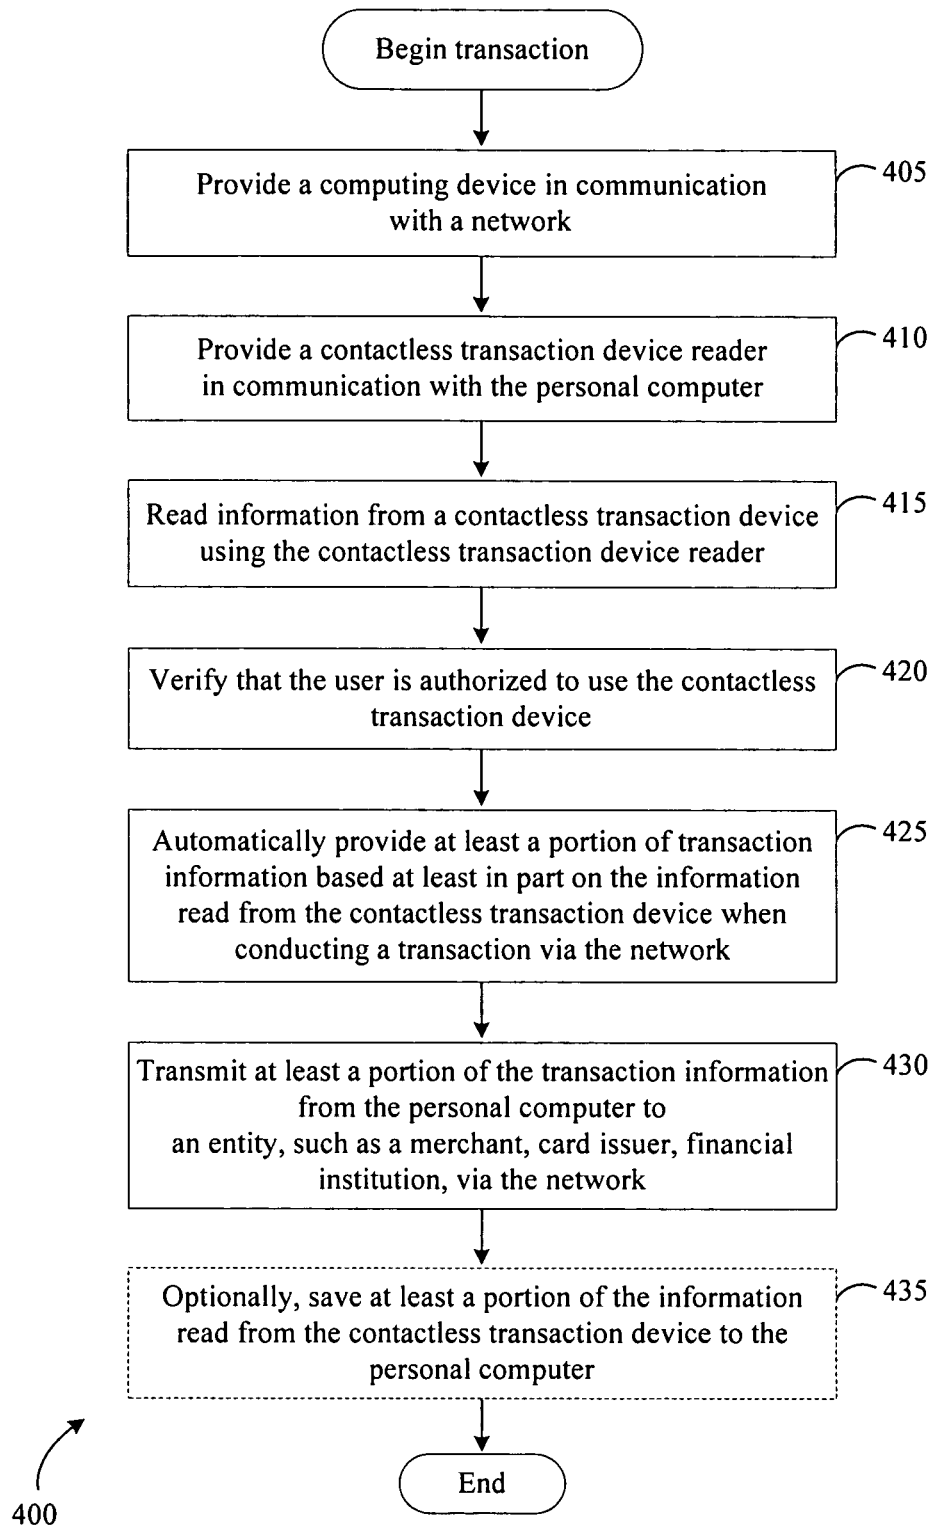 Begin transaction
405
Provide a computing device in communication
with a network
410
Provide a contactless transaction device reader
in communication with the personal computer
415
Read information from a contactless transaction device
using the contactless transaction device reader
420
Verify that the user is authorized to use the contactless
transaction device
425
Automatically provide at least a portion of transaction
information based at least in part on the information
read from the contactless transaction device when
conducting a transaction via the network
430
Transmit at least a portion of the transaction information
from the personal computer to
an entity, such as a merchant, card issuer, financial
institution, via the network
435
Optionally, save at least a portion of the information
read from the contactless transaction device to the
personal computer
End
400